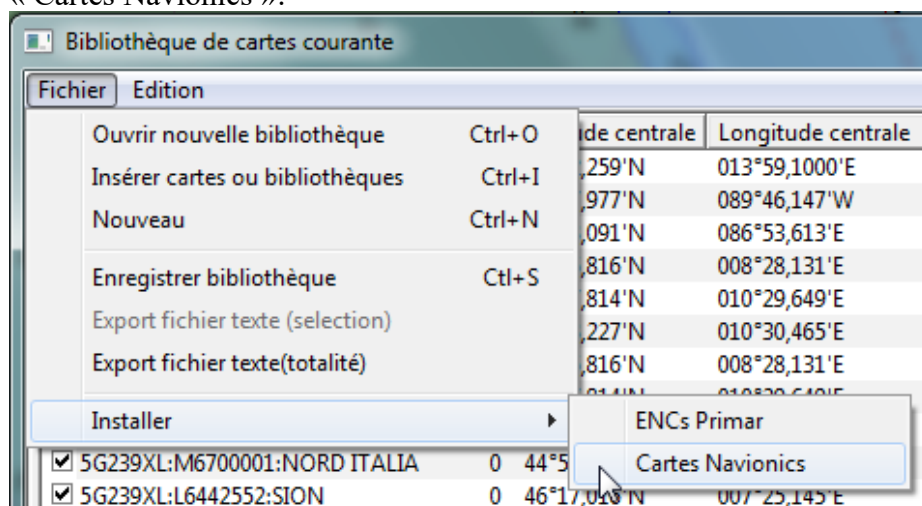 « Cartes Navionics ».
Bibliothèque de cartes courante
Fichier Edition
Ouvrir nouvelle bibliothèque Ctrl+O
Insérer cartes ou bibliothèques Ctrl+I
Nouveau Ctrl+N
Enregistrer bibliothèque Ctl+S
Export fichier texte (selection)
Export fichier texte(totalité)
Installer
ENCs Primar
Cartes Navionics
ide centrale Longitude centrale
,259'N 013°59,1000'E
,977'N 089°46,147'W
,091'N 086°53,613'E
,816'N 008°28,131'E
,814'N 010°29,649'E
,227'N 010°30,465'E
,816'N 008°28,131'E
5G239XL:M6700001:NORD ITALIA 0 44°5
5G239XL:L6442552:SION 0 46°17,018'N 007°25,145'E